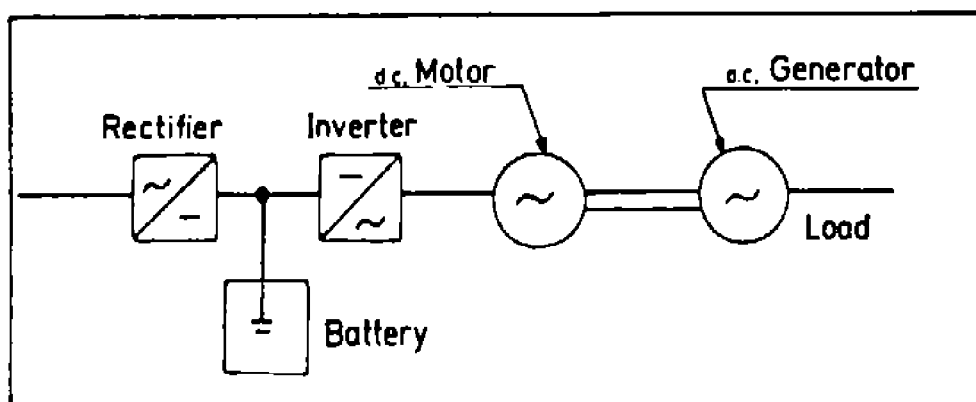 d.c. Motor
a.c. Generator
Rectifier
Inverter
Load
Battery